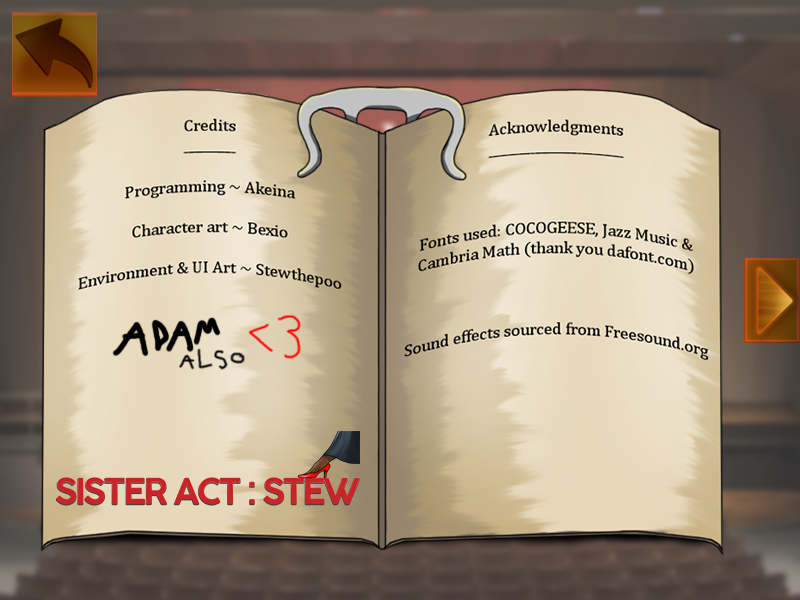 Credits
Programming ~ Akeina
Character art ~ Bexio
Environment & UI Art ~ Stewthepoo
ADAM <3
ALSO
SISTER ACT : STEW
Acknowledgments
Fonts used: COCOGEESE, Jazz Music &
Cambria Math (thank you dafont.com)
Sound effects sourced from Freesound.org